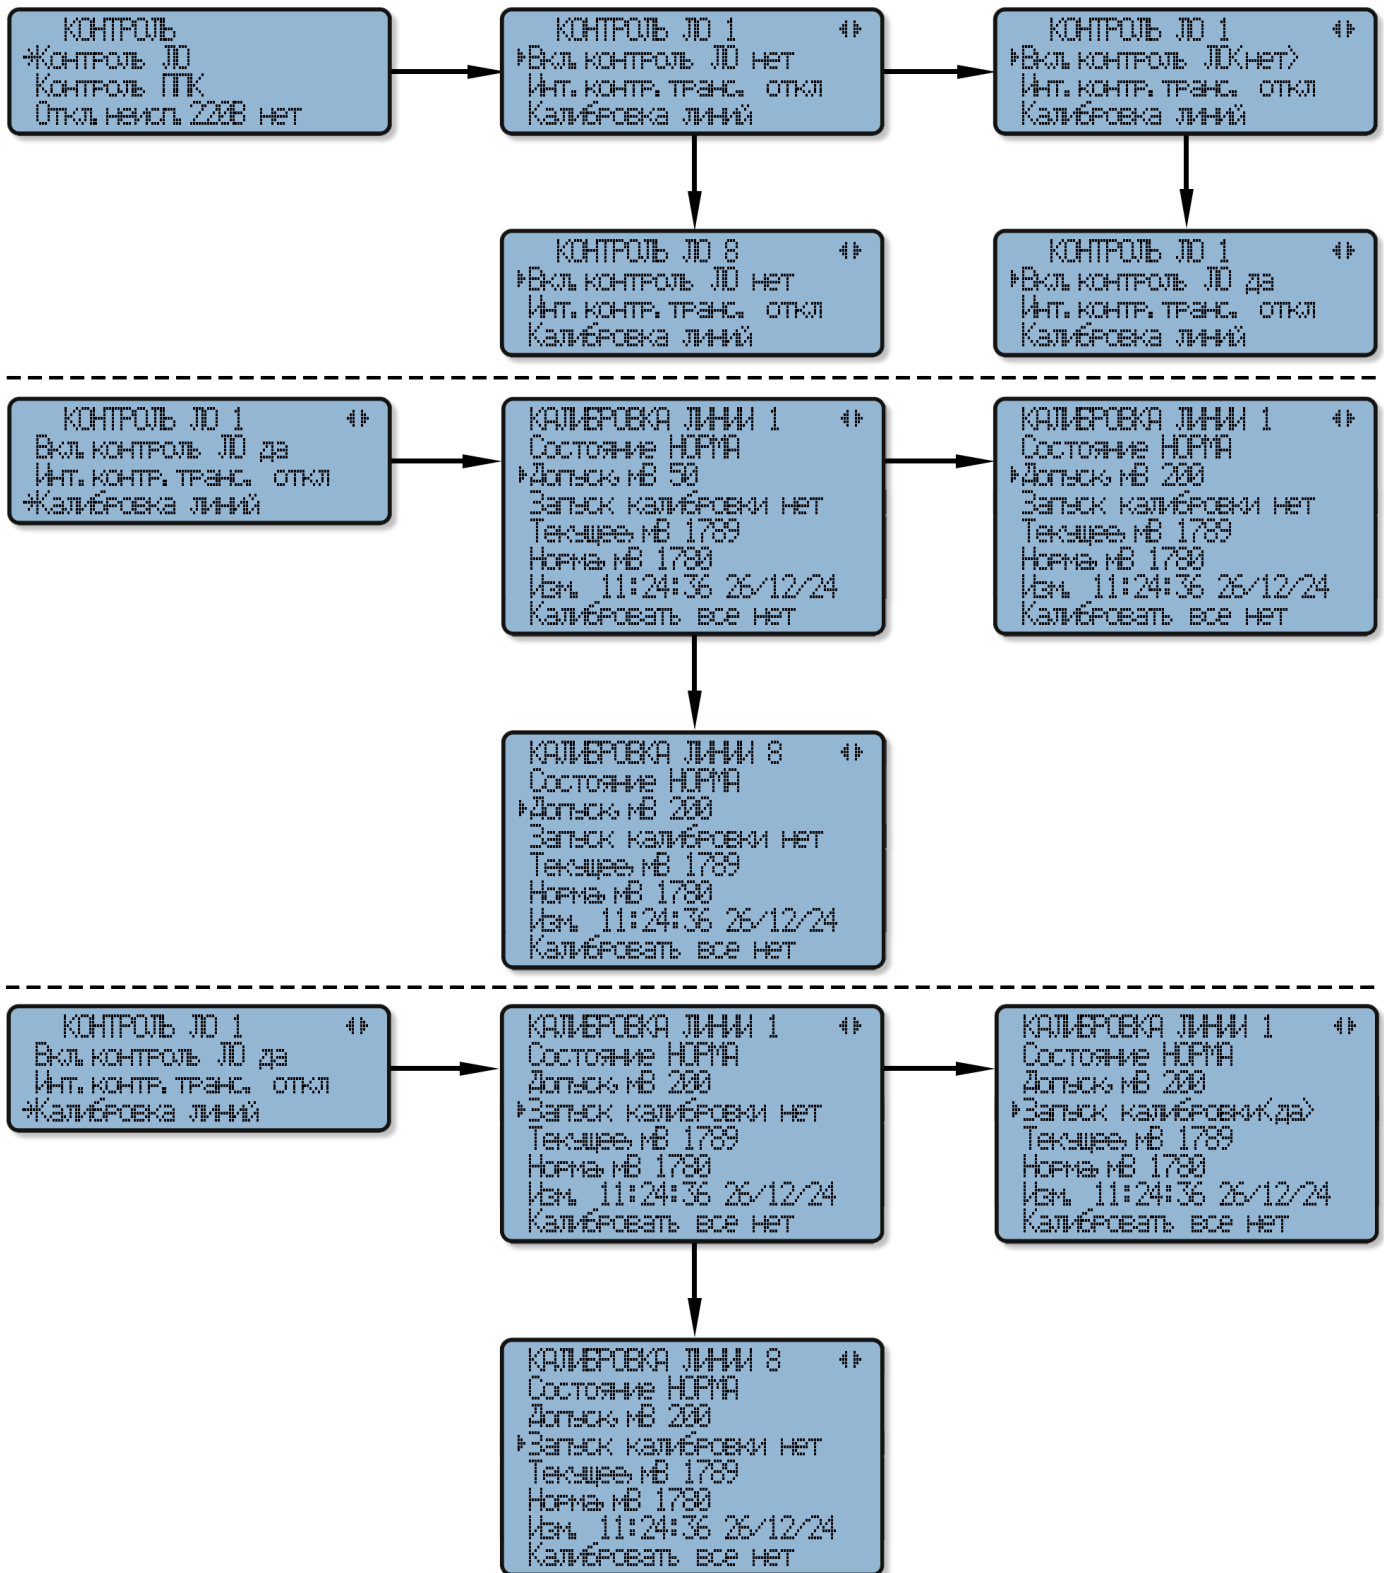 КОНТРОЛЬ
Контроль ЛО
Контроль ППК
Откл. неисп. 220В нет
КОНТРОЛЬ ЛО 1
Вкл. контроль ЛО нет
Инт. контр. транс. откл
Калибровка линий
КОНТРОЛЬ ЛО 1
Вкл. контроль ЛО<нет>
Инт. контр. транс. откл
Калибровка линий
КОНТРОЛЬ ЛО 8
Вкл. контроль ЛО нет
Инт. контр. транс. откл
Калибровка линий
КОНТРОЛЬ ЛО 1
Вкл. контроль ЛО да
Инт. контр. транс. откл
Калибровка линий
КОНТРОЛЬ ЛО 1
Вкл. контроль ЛО да
Инт. контр. транс. откл
Калибровка линий
КАЛИБРОВКА ЛИНИИ 1
Состояние НОРМА
Допуск, мВ 50
Запуск калибровки нет
Текущее, мВ 1789
Норма, мВ 1780
Изм. 11:24:36 26/12/24
Калибровать все нет
КАЛИБРОВКА ЛИНИИ 1
Состояние НОРМА
Допуск, мВ 200
Запуск калибровки нет
Текущее, мВ 1789
Норма, мВ 1780
Изм. 11:24:36 26/12/24
Калибровать все нет
КАЛИБРОВКА ЛИНИИ 8
Состояние НОРМА
Допуск, мВ 200
Запуск калибровки нет
Текущее, мВ 1789
Норма, мВ 1780
Изм. 11:24:36 26/12/24
Калибровать все нет
КОНТРОЛЬ ЛО 1
Вкл. контроль ЛО да
Инт. контр. транс. откл
Калибровка линий
КАЛИБРОВКА ЛИНИИ 1
Состояние НОРМА
Допуск, мВ 200
Запуск калибровки нет
Текущее, мВ 1789
Норма, мВ 1780
Изм. 11:24:36 26/12/24
Калибровать все нет
КАЛИБРОВКА ЛИНИИ 1
Состояние НОРМА
Допуск, мВ 200
Запуск калибровки<да>
Текущее, мВ 1789
Норма, мВ 1780
Изм. 11:24:36 26/12/24
Калибровать все нет
КАЛИБРОВКА ЛИНИИ 8
Состояние НОРМА
Допуск, мВ 200
Запуск калибровки нет
Текущее, мВ 1789
Норма, мВ 1780
Изм. 11:24:36 26/12/24
Калибровать все нет